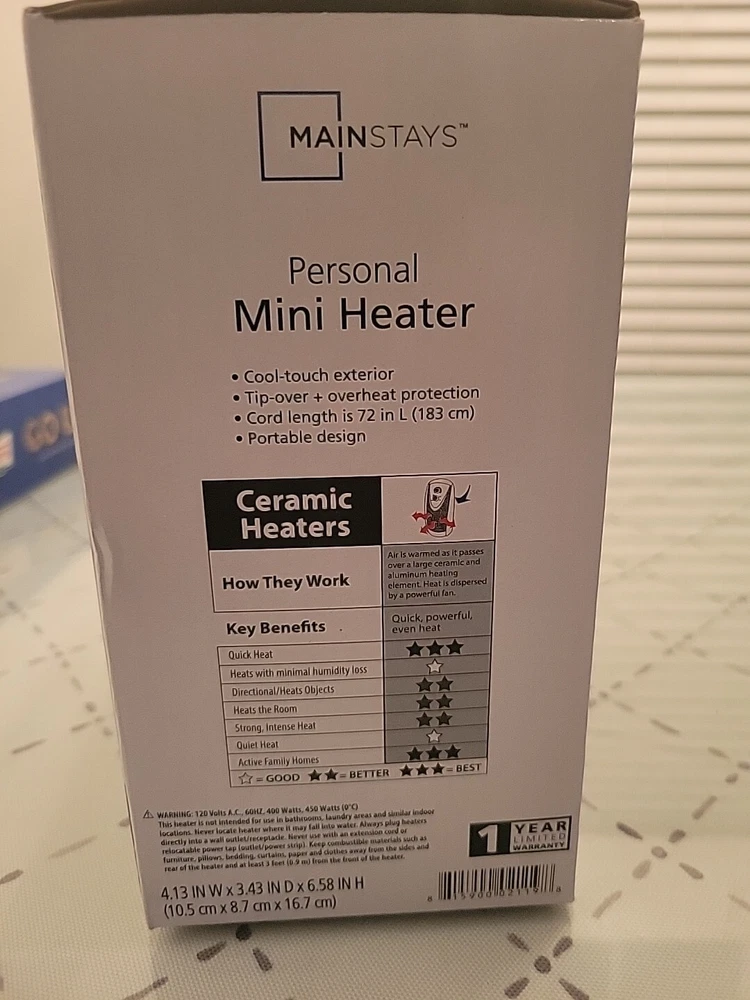 MAINSTAYS™
Personal
Mini Heater
• Cool-touch exterior
• Tip-over + overheat protection
• Cord length is 72 in L (183 cm)
• Portable design
Ceramic
Heaters
How They Work
Air is warmed as it passes
over a large ceramic and
aluminum heating
element. Heat is dispersed
by a powerful fan.
Key Benefits
Quick, powerful,
even heat
Quick Heat ★★★
Heats with minimal humidity loss ☆
Directional/Heats Objects ★★
Heats the Room ★★
Strong, Intense Heat ★★
Quiet Heat ☆
Active Family Homes ★★★
☆ = GOOD ★★ = BETTER ★★★ = BEST
⚠ WARNING: 120 Volts A.C., 60HZ, 400 Watts, 450 Watts (0°C)
This heater is not intended for use in bathrooms, laundry areas and similar indoor
locations. Never locate heater where it may fall into water. Always plug heaters
directly into a wall outlet/receptacle. Never use with an extension cord or
relocatable power tap (outlet/power strip). Keep combustible materials such as
furniture, pillows, bedding, curtains, paper and clothes away from the sides and
rear of the heater and at least 3 feet (0.9 m) from the front of the heater.
1 YEAR
LIMITED
WARRANTY
4.13 IN W x 3.43 IN D x 6.58 IN H
(10.5 cm x 8.7 cm x 16.7 cm)
GO